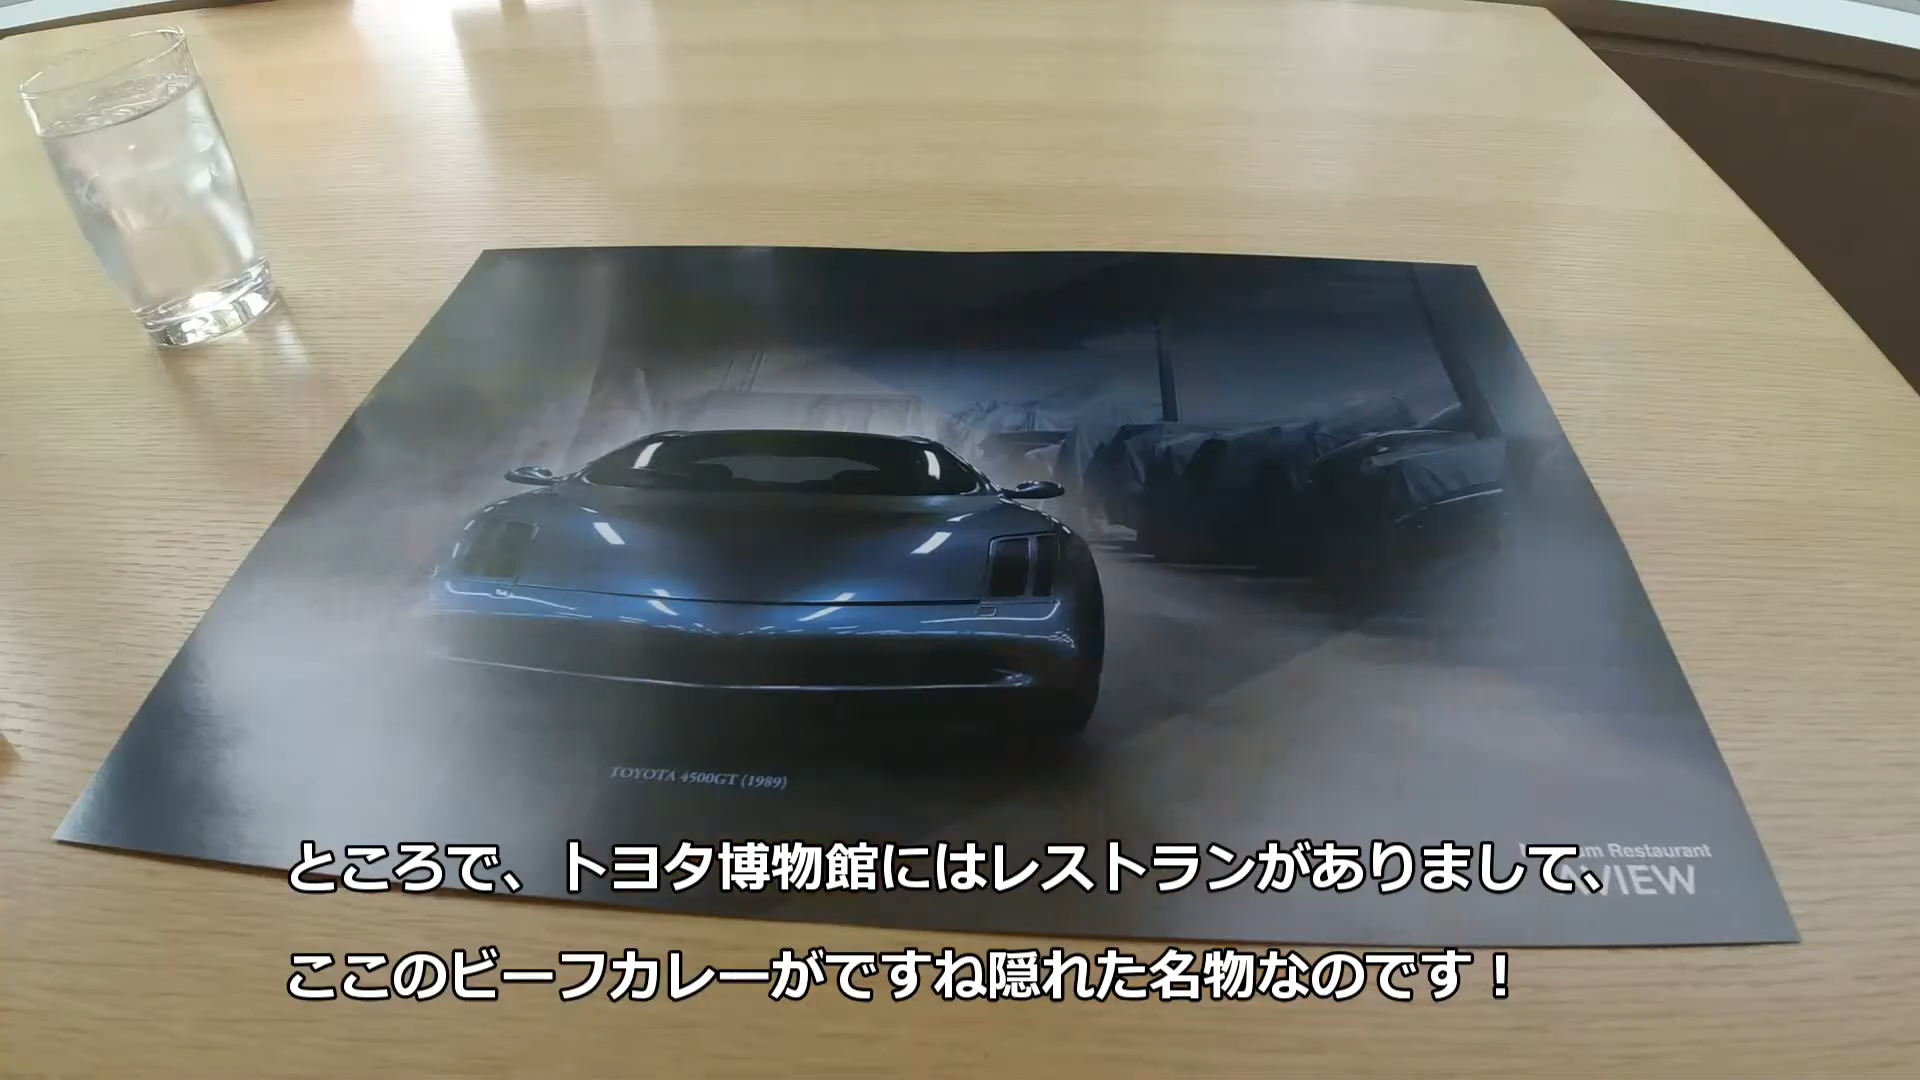 TOYOTA 4500GT (1989)
Restaurant
ところで、トヨタ博物館にはレストランがありまして、
ここのビーフカレーがですね隠れた名物なのです！